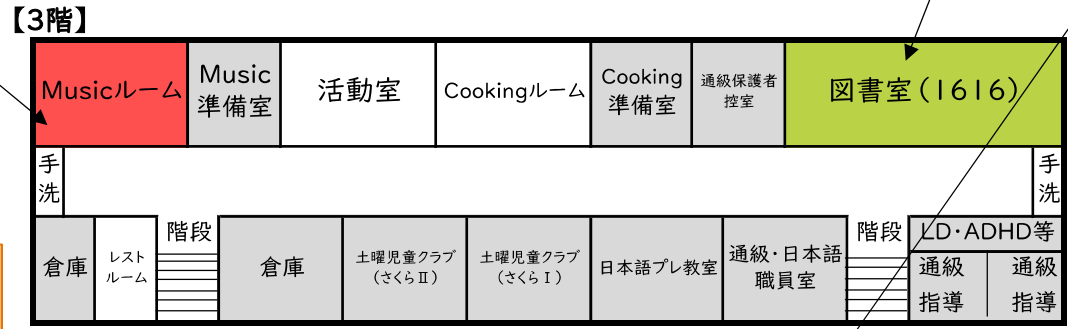 【3階】
Musicルーム
Music
準備室
活動室
Cookingルーム
Cooking
準備室
通級保護者
控室
図書室(1616)
手
洗
手
洗
倉庫
レスト
ルーム
階段
倉庫
土曜児童クラブ
(さくらⅡ)
土曜児童クラブ
(さくらⅠ)
日本語プレ教室
通級・日本語
職員室
階段
LD・ADHD等
通級
指導
通級
指導